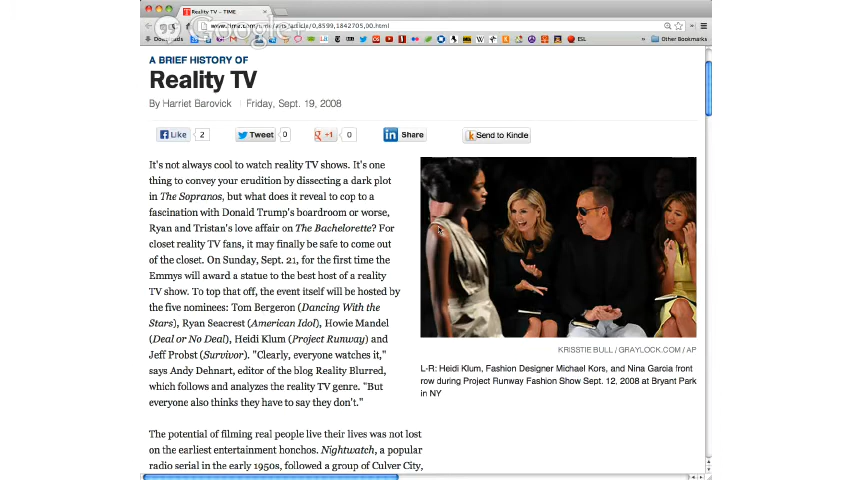 Reality TV – TIME
Google+
Downloads
ESL
Other Bookmarks
A BRIEF HISTORY OF
Reality TV
By Harriet Barovick | Friday, Sept. 19, 2008
Like 2 Tweet 0 +1 0 Share Send to Kindle
It's not always cool to watch reality TV shows. It's one
thing to convey your erudition by dissecting a dark plot
in The Sopranos, but what does it reveal to cop to a
fascination with Donald Trump's boardroom or worse,
Ryan and Tristan's love affair on The Bachelorette? For
closet reality TV fans, it may finally be safe to come out
of the closet. On Sunday, Sept. 21, for the first time the
Emmys will award a statue to the best host of a reality
TV show. To top that off, the event itself will be hosted by
the five nominees: Tom Bergeron (Dancing With the
Stars), Ryan Seacrest (American Idol), Howie Mandel
(Deal or No Deal), Heidi Klum (Project Runway) and
Jeff Probst (Survivor). "Clearly, everyone watches it,"
says Andy Dehnart, editor of the blog Reality Blurred,
which follows and analyzes the reality TV genre. "But
everyone also thinks they have to say they don't."
KRISSTIE BULL / GRAYLOCK.COM / AP
L-R: Heidi Klum, Fashion Designer Michael Kors, and Nina Garcia front
row during Project Runway Fashion Show Sept. 12, 2008 at Bryant Park
in NY
The potential of filming real people live their lives was not lost
on the earliest entertainment honchos. Nightwatch, a popular
radio serial in the early 1950s, followed a group of Culver City,